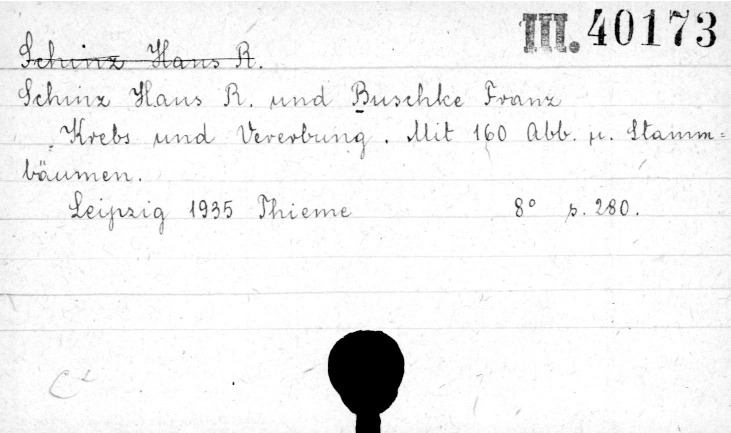 III. 40173
Schinz Hans R.
Schinz Hans R. und Buschke Franz
Krebs und Vererbung. Mit 160 Abb. u. Stamm=
bäumen.
Leipzig 1935 Thieme 8° s. 280.